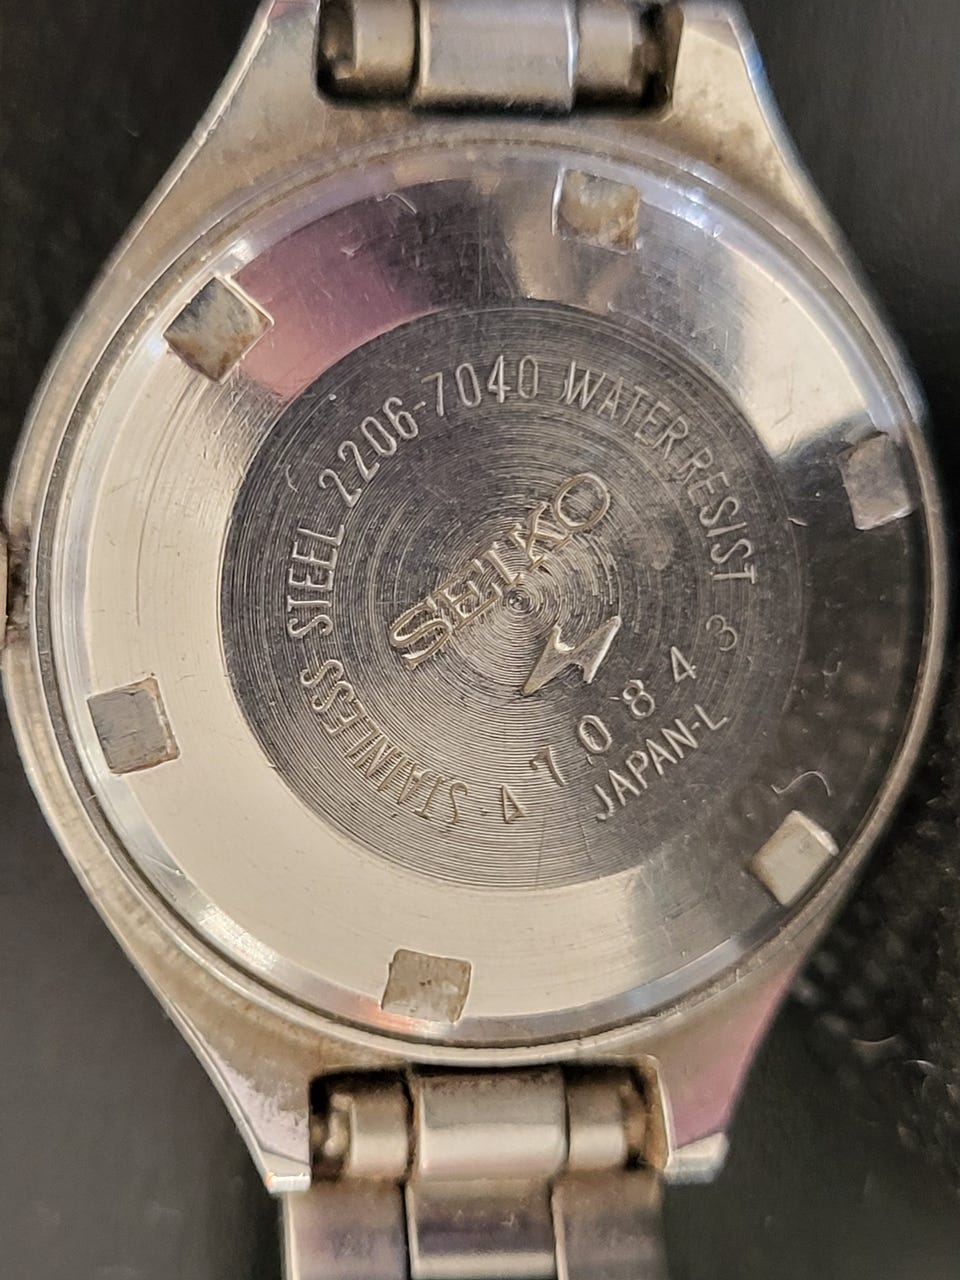 STAINLESS STEEL 2206-7040 WATER RESIST
SEIKO
470843
JAPAN-L